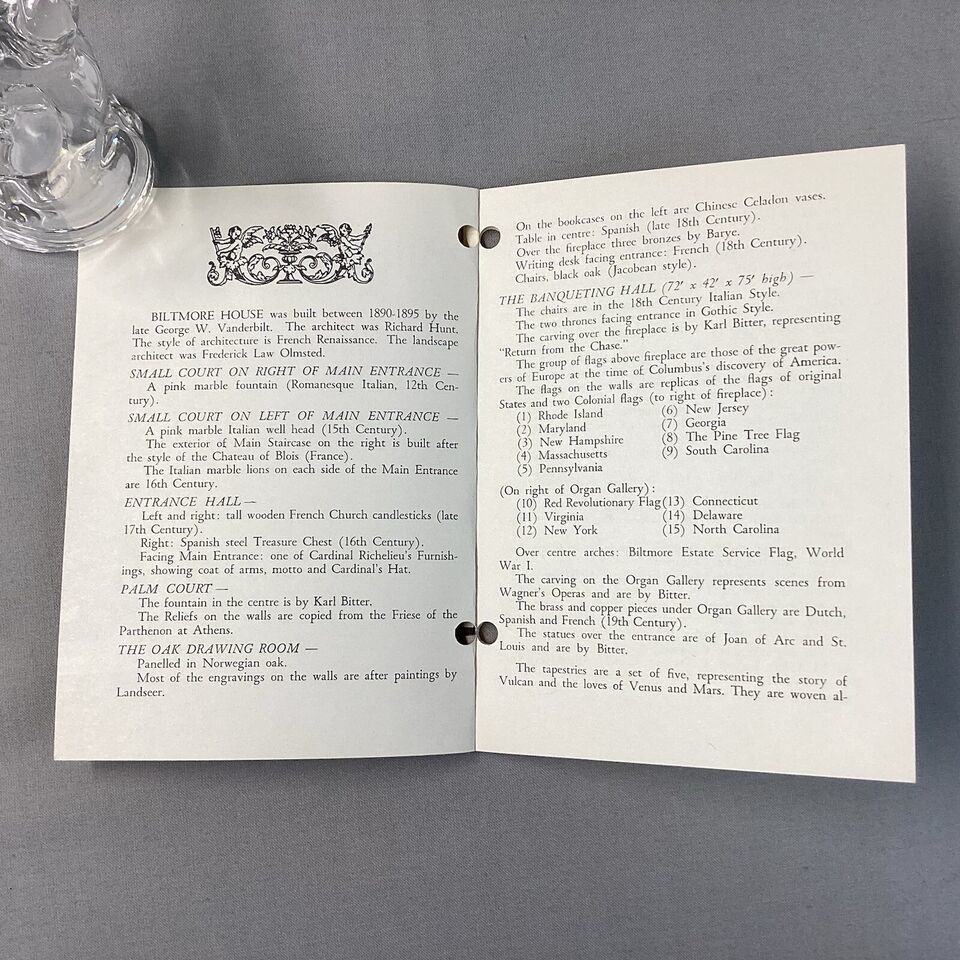 BILTMORE HOUSE was built between 1890-1895 by the
late George W. Vanderbilt. The architect was Richard Hunt.
The style of architecture is French Renaissance. The landscape
architect was Frederick Law Olmsted.
SMALL COURT ON RIGHT OF MAIN ENTRANCE —
A pink marble fountain (Romanesque Italian, 12th Cen-
tury).
SMALL COURT ON LEFT OF MAIN ENTRANCE —
A pink marble Italian well head (15th Century).
The exterior of Main Staircase on the right is built after
the style of the Chateau of Blois (France).
The Italian marble lions on each side of the Main Entrance
are 16th Century.
ENTRANCE HALL —
Left and right: tall wooden French Church candlesticks (late
17th Century).
Right: Spanish steel Treasure Chest (16th Century).
Facing Main Entrance: one of Cardinal Richelieu's Furnish-
ings, showing coat of arms, motto and Cardinal's Hat.
PALM COURT —
The fountain in the centre is by Karl Bitter.
The Reliefs on the walls are copied from the Friese of the
Parthenon at Athens.
THE OAK DRAWING ROOM —
Panelled in Norwegian oak.
Most of the engravings on the walls are after paintings by
Landseer.
On the bookcases on the left are Chinese Celadon vases.
Table in centre: Spanish (late 18th Century).
Over the fireplace three bronzes by Barye.
Writing desk facing entrance: French (18th Century).
Chairs, black oak (Jacobean style).
THE BANQUETING HALL (72' x 42' x 75' high) —
The chairs are in the 18th Century Italian Style.
The two thrones facing entrance in Gothic Style.
The carving over the fireplace is by Karl Bitter, representing
"Return from the Chase."
The group of flags above fireplace are those of the great pow-
ers of Europe at the time of Columbus's discovery of America.
The flags on the walls are replicas of the flags of original
States and two Colonial flags (to right of fireplace):
(1) Rhode Island (6) New Jersey
(2) Maryland (7) Georgia
(3) New Hampshire (8) The Pine Tree Flag
(4) Massachusetts (9) South Carolina
(5) Pennsylvania
(On right of Organ Gallery):
(10) Red Revolutionary Flag (13) Connecticut
(11) Virginia (14) Delaware
(12) New York (15) North Carolina
Over centre arches: Biltmore Estate Service Flag, World
War I.
The carving on the Organ Gallery represents scenes from
Wagner's Operas and are by Bitter.
The brass and copper pieces under Organ Gallery are Dutch,
Spanish and French (19th Century).
The statues over the entrance are of Joan of Arc and St.
Louis and are by Bitter.
The tapestries are a set of five, representing the story of
Vulcan and the loves of Venus and Mars. They are woven al-